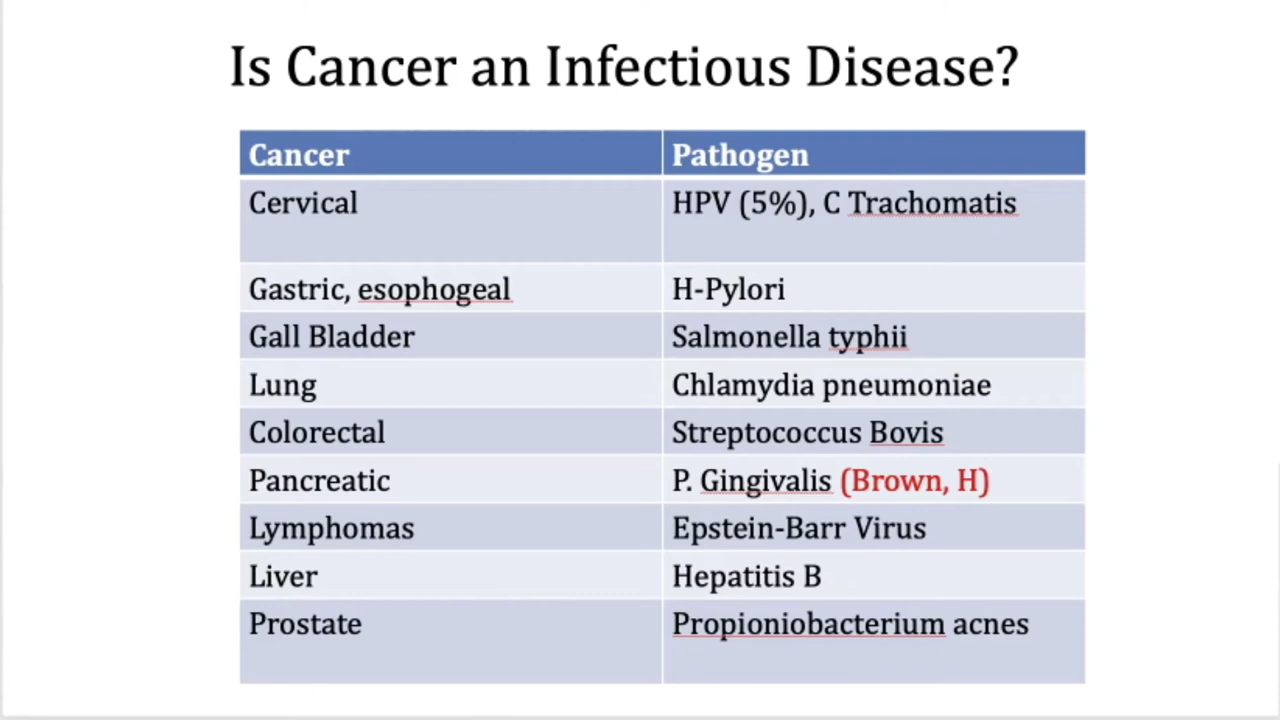 Is Cancer an Infectious Disease?
Cancer Pathogen
Cervical HPV (5%), C Trachomatis
Gastric, esophogeal H-Pylori
Gall Bladder Salmonella typhii
Lung Chlamydia pneumoniae
Colorectal Streptococcus Bovis
Pancreatic P. Gingivalis (Brown, H)
Lymphomas Epstein-Barr Virus
Liver Hepatitis B
Prostate Propioniobacterium acnes